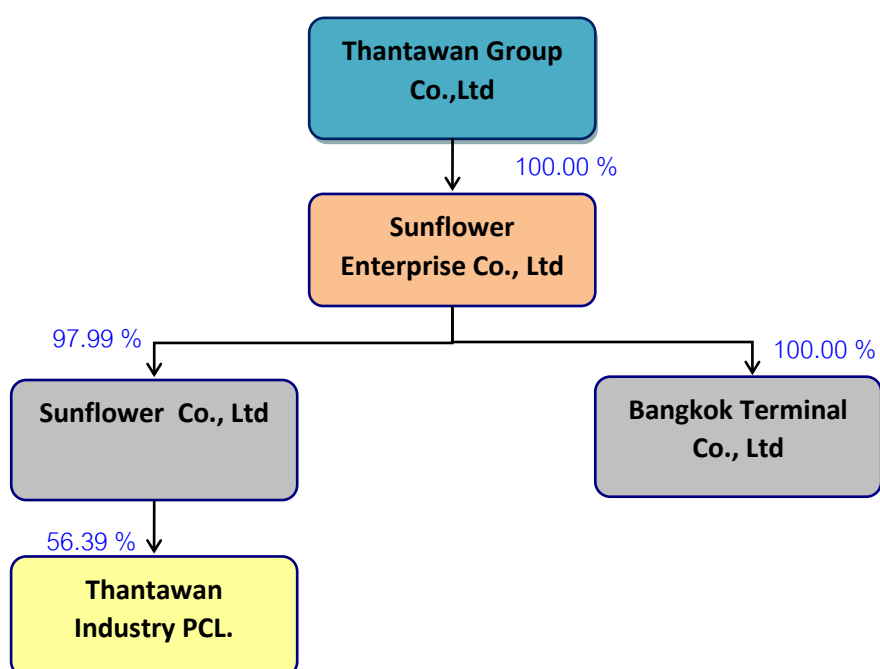 Thantawan Group
Co.,Ltd
100.00 %
Sunflower
Enterprise Co., Ltd
97.99 %
100.00 %
Sunflower  Co., Ltd
Bangkok Terminal
Co., Ltd
56.39 %
Thantawan
Industry PCL.